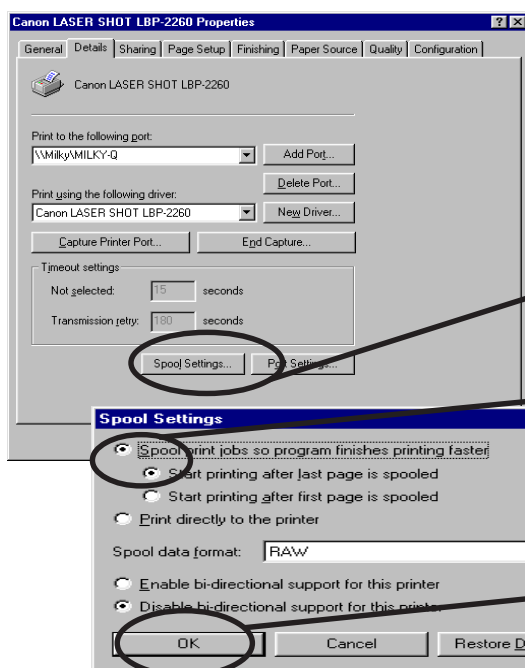 Canon LASER SHOT LBP-2260 Properties
General Details Sharing Page Setup Finishing Paper Source Quality Configuration
Canon LASER SHOT LBP-2260
Print to the following port:
\\Milky\MILKY-Q Add Port...
Delete Port...
Print using the following driver:
Canon LASER SHOT LBP-2260 New Driver...
Capture Printer Port... End Capture...
Timeout settings
Not selected: 15 seconds
Transmission retry: 180 seconds
Spool Settings... Port Settings...
Spool Settings
Spool print jobs so program finishes printing faster
Start printing after last page is spooled
Start printing after first page is spooled
Print directly to the printer
Spool data format: RAW
Enable bi-directional support for this printer
Disable bi-directional support for this printer
OK Cancel Restore D